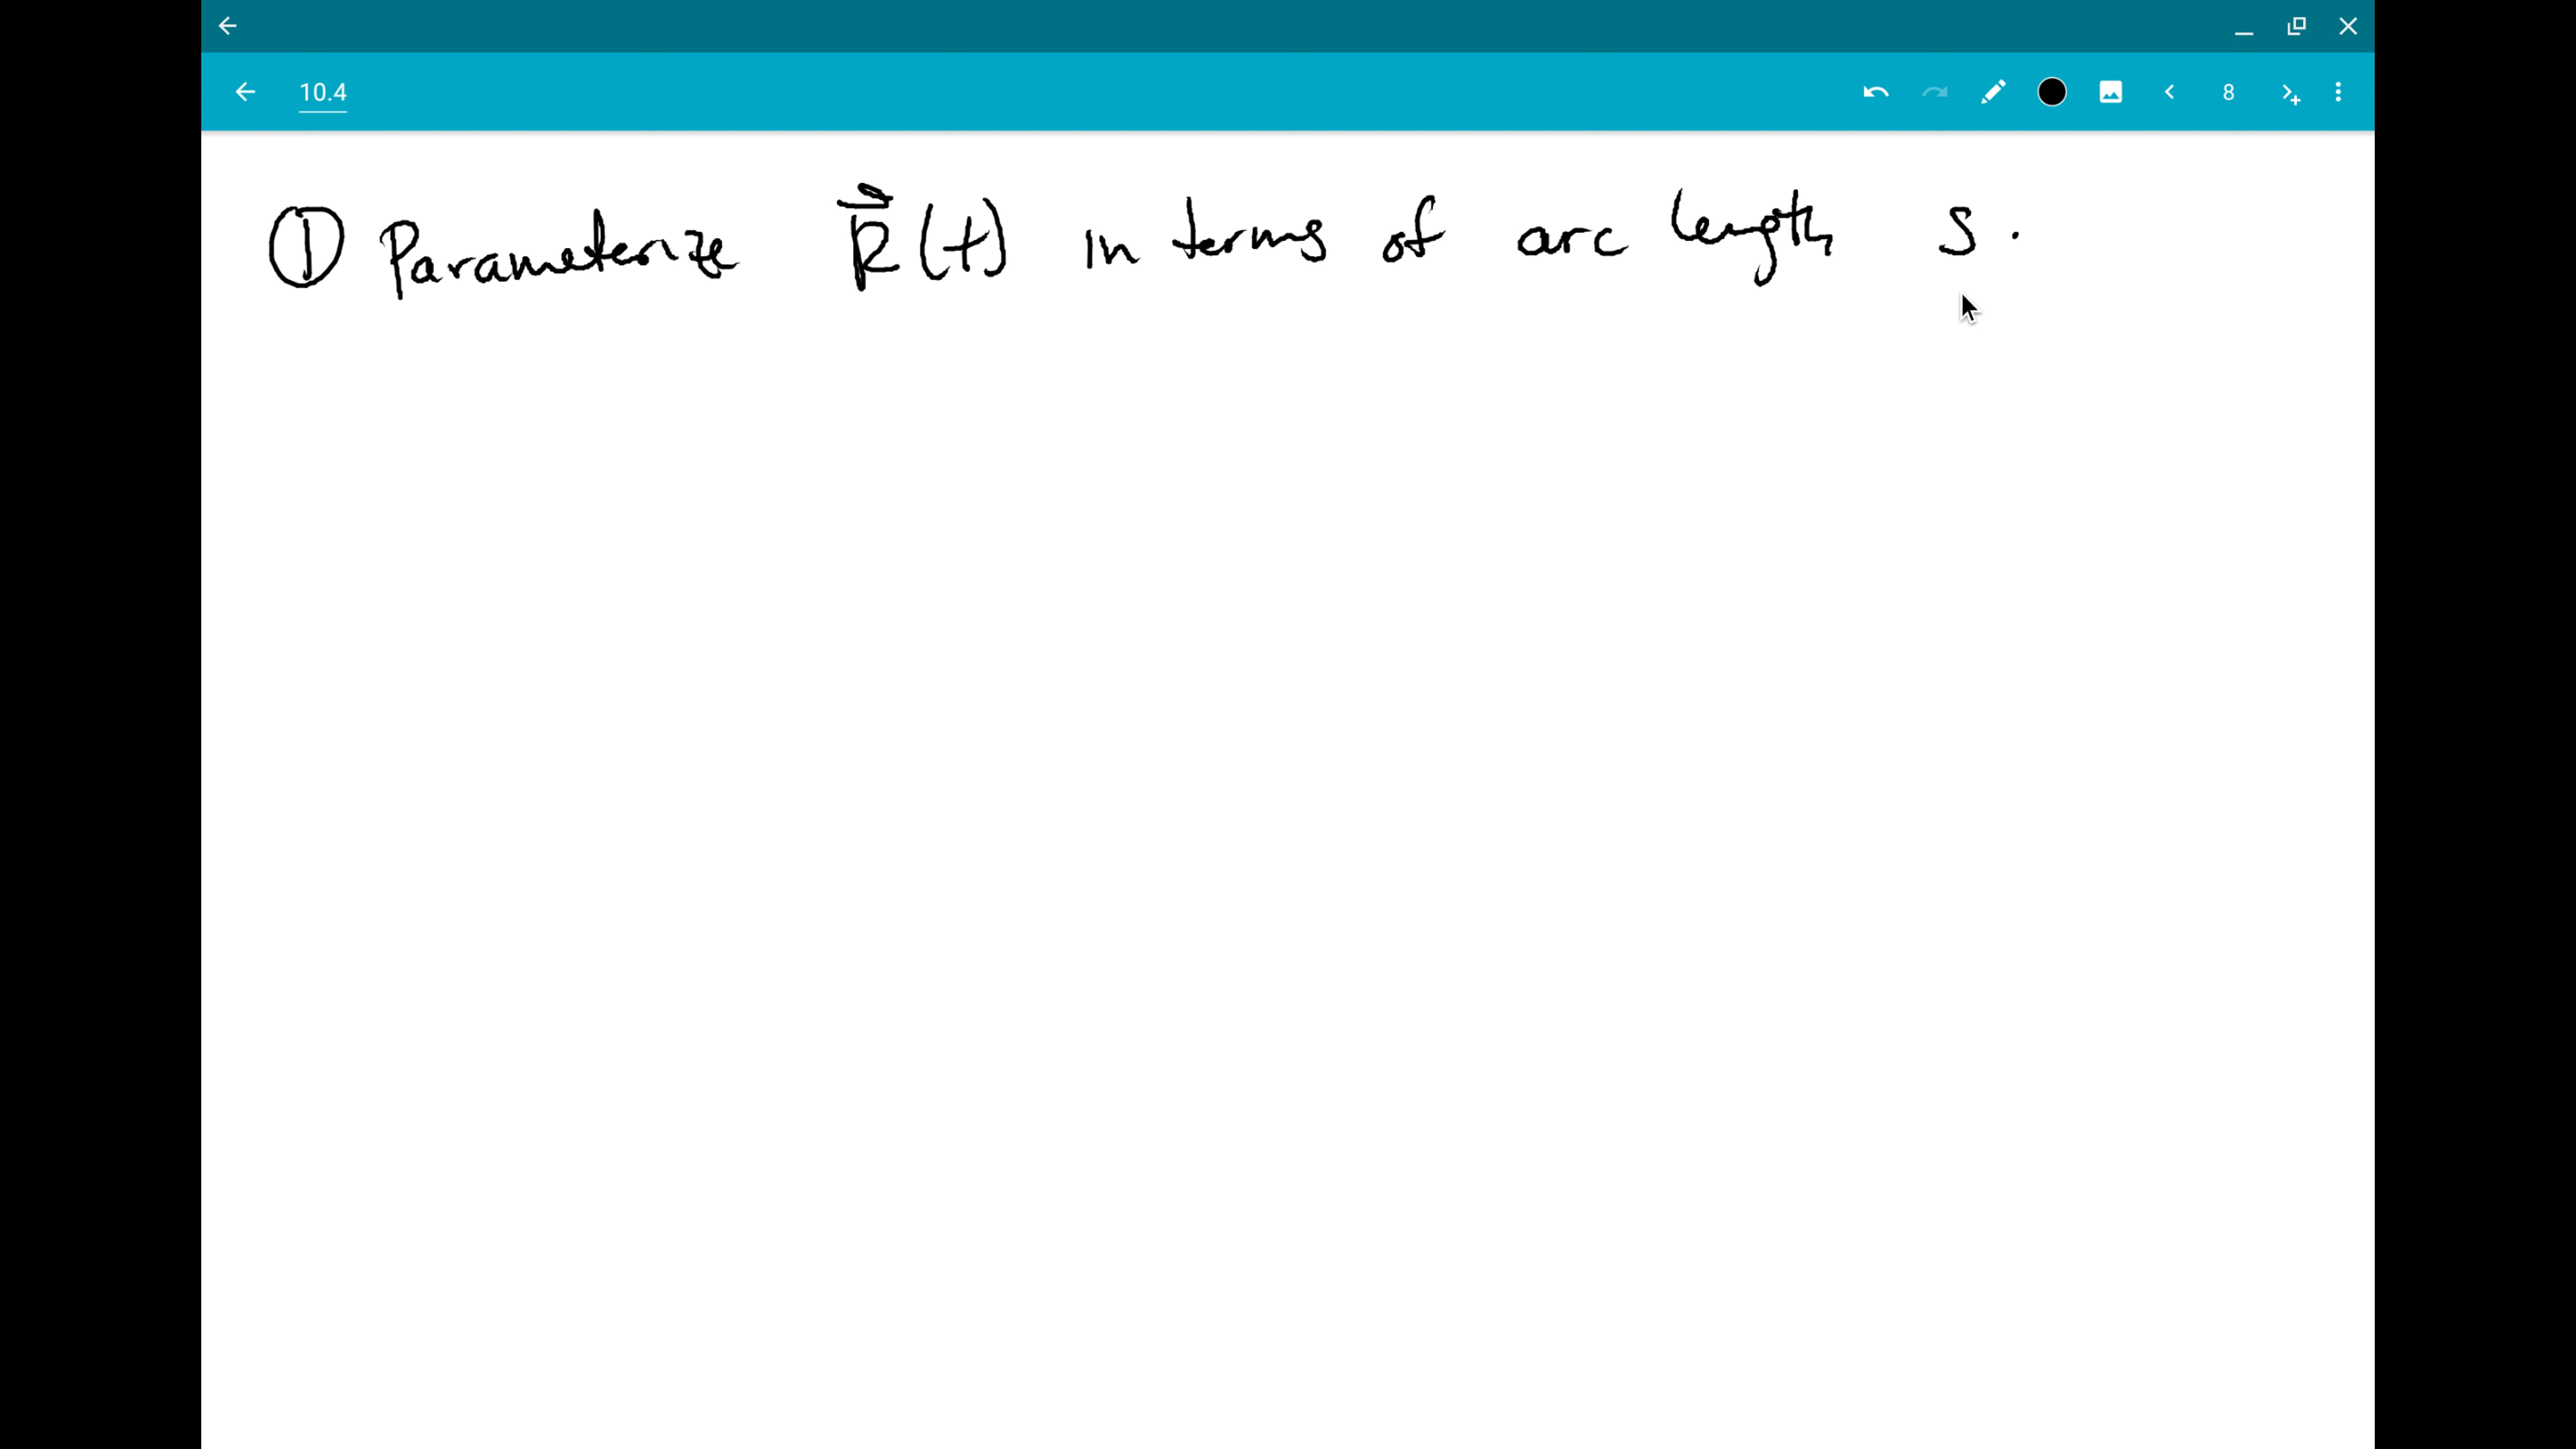 10.4
8
① Parameterize R⃗(t) in terms of arc length s.